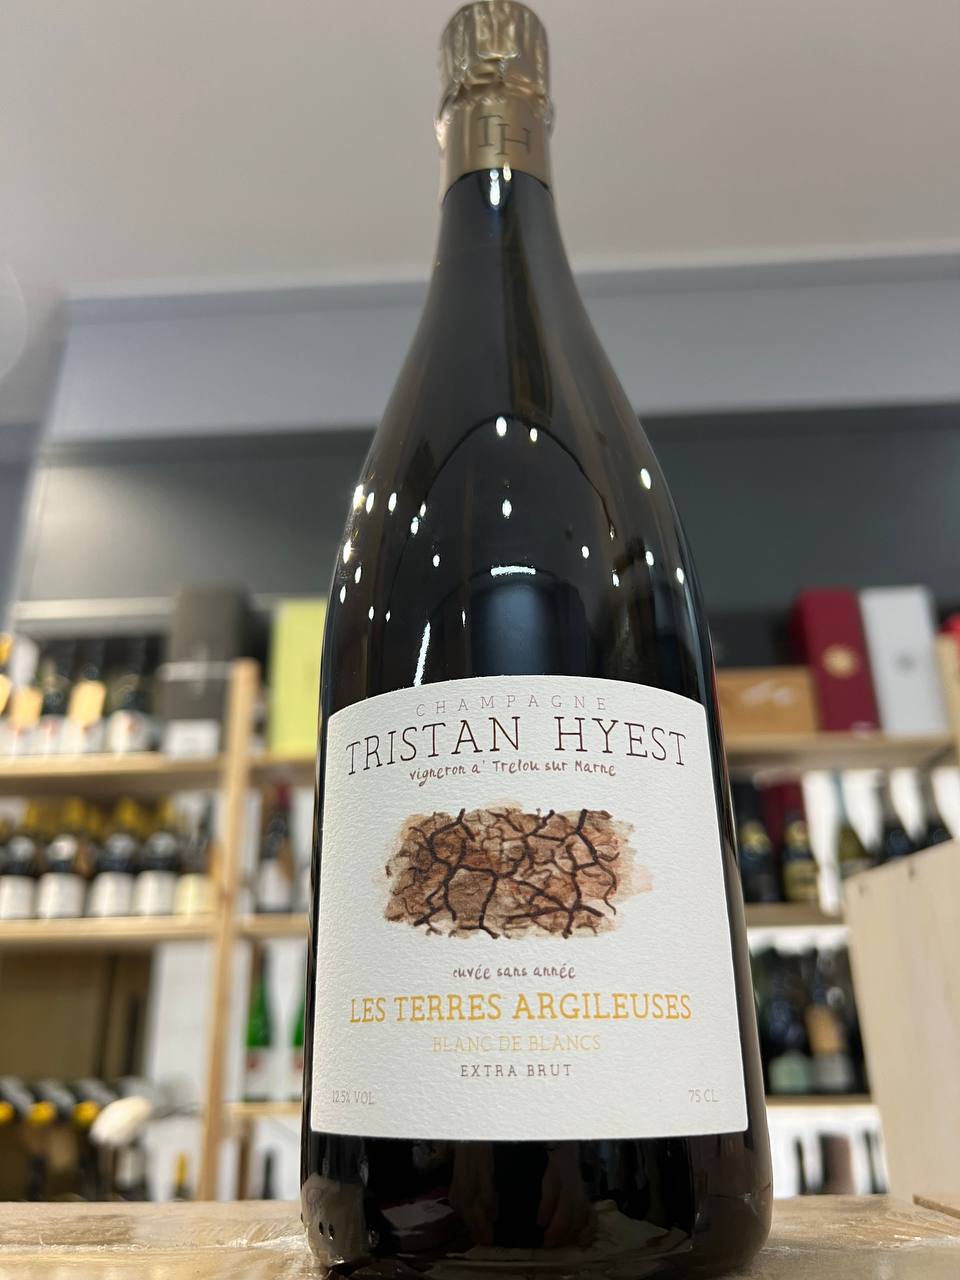 TH
CHAMPAGNE
TRISTAN HYEST
vigneron a' Trelou sur Marne
cuvée sans année
LES TERRES ARGILEUSES
BLANC DE BLANCS
EXTRA BRUT
12.5% VOL. 75 CL